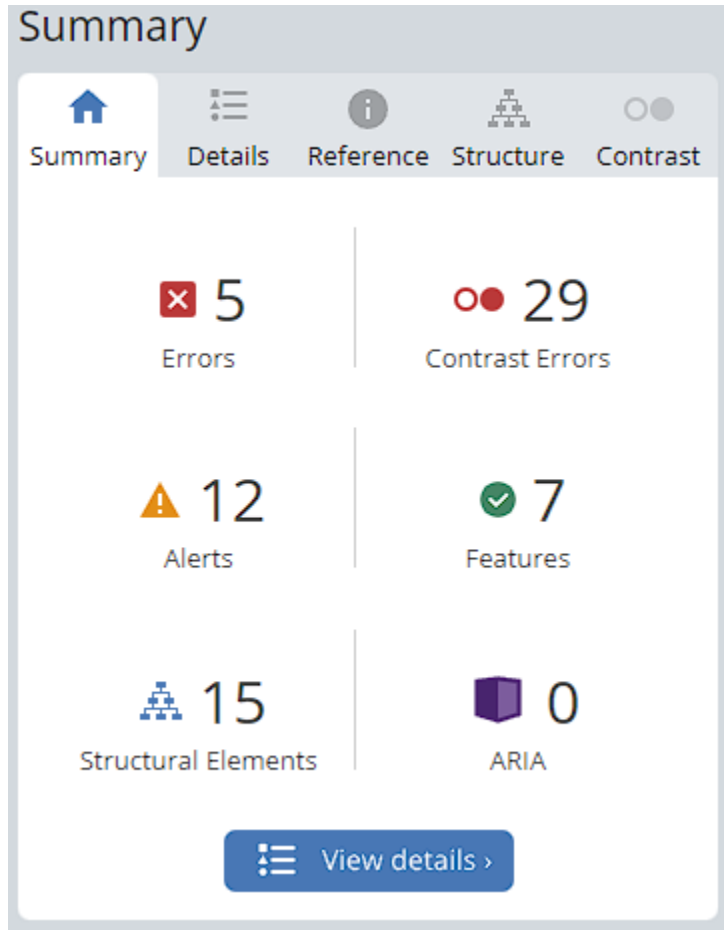 Summary
Summary Details Reference Structure Contrast
5 29
Errors Contrast Errors
12 7
Alerts Features
15 0
Structural Elements ARIA
View details ›